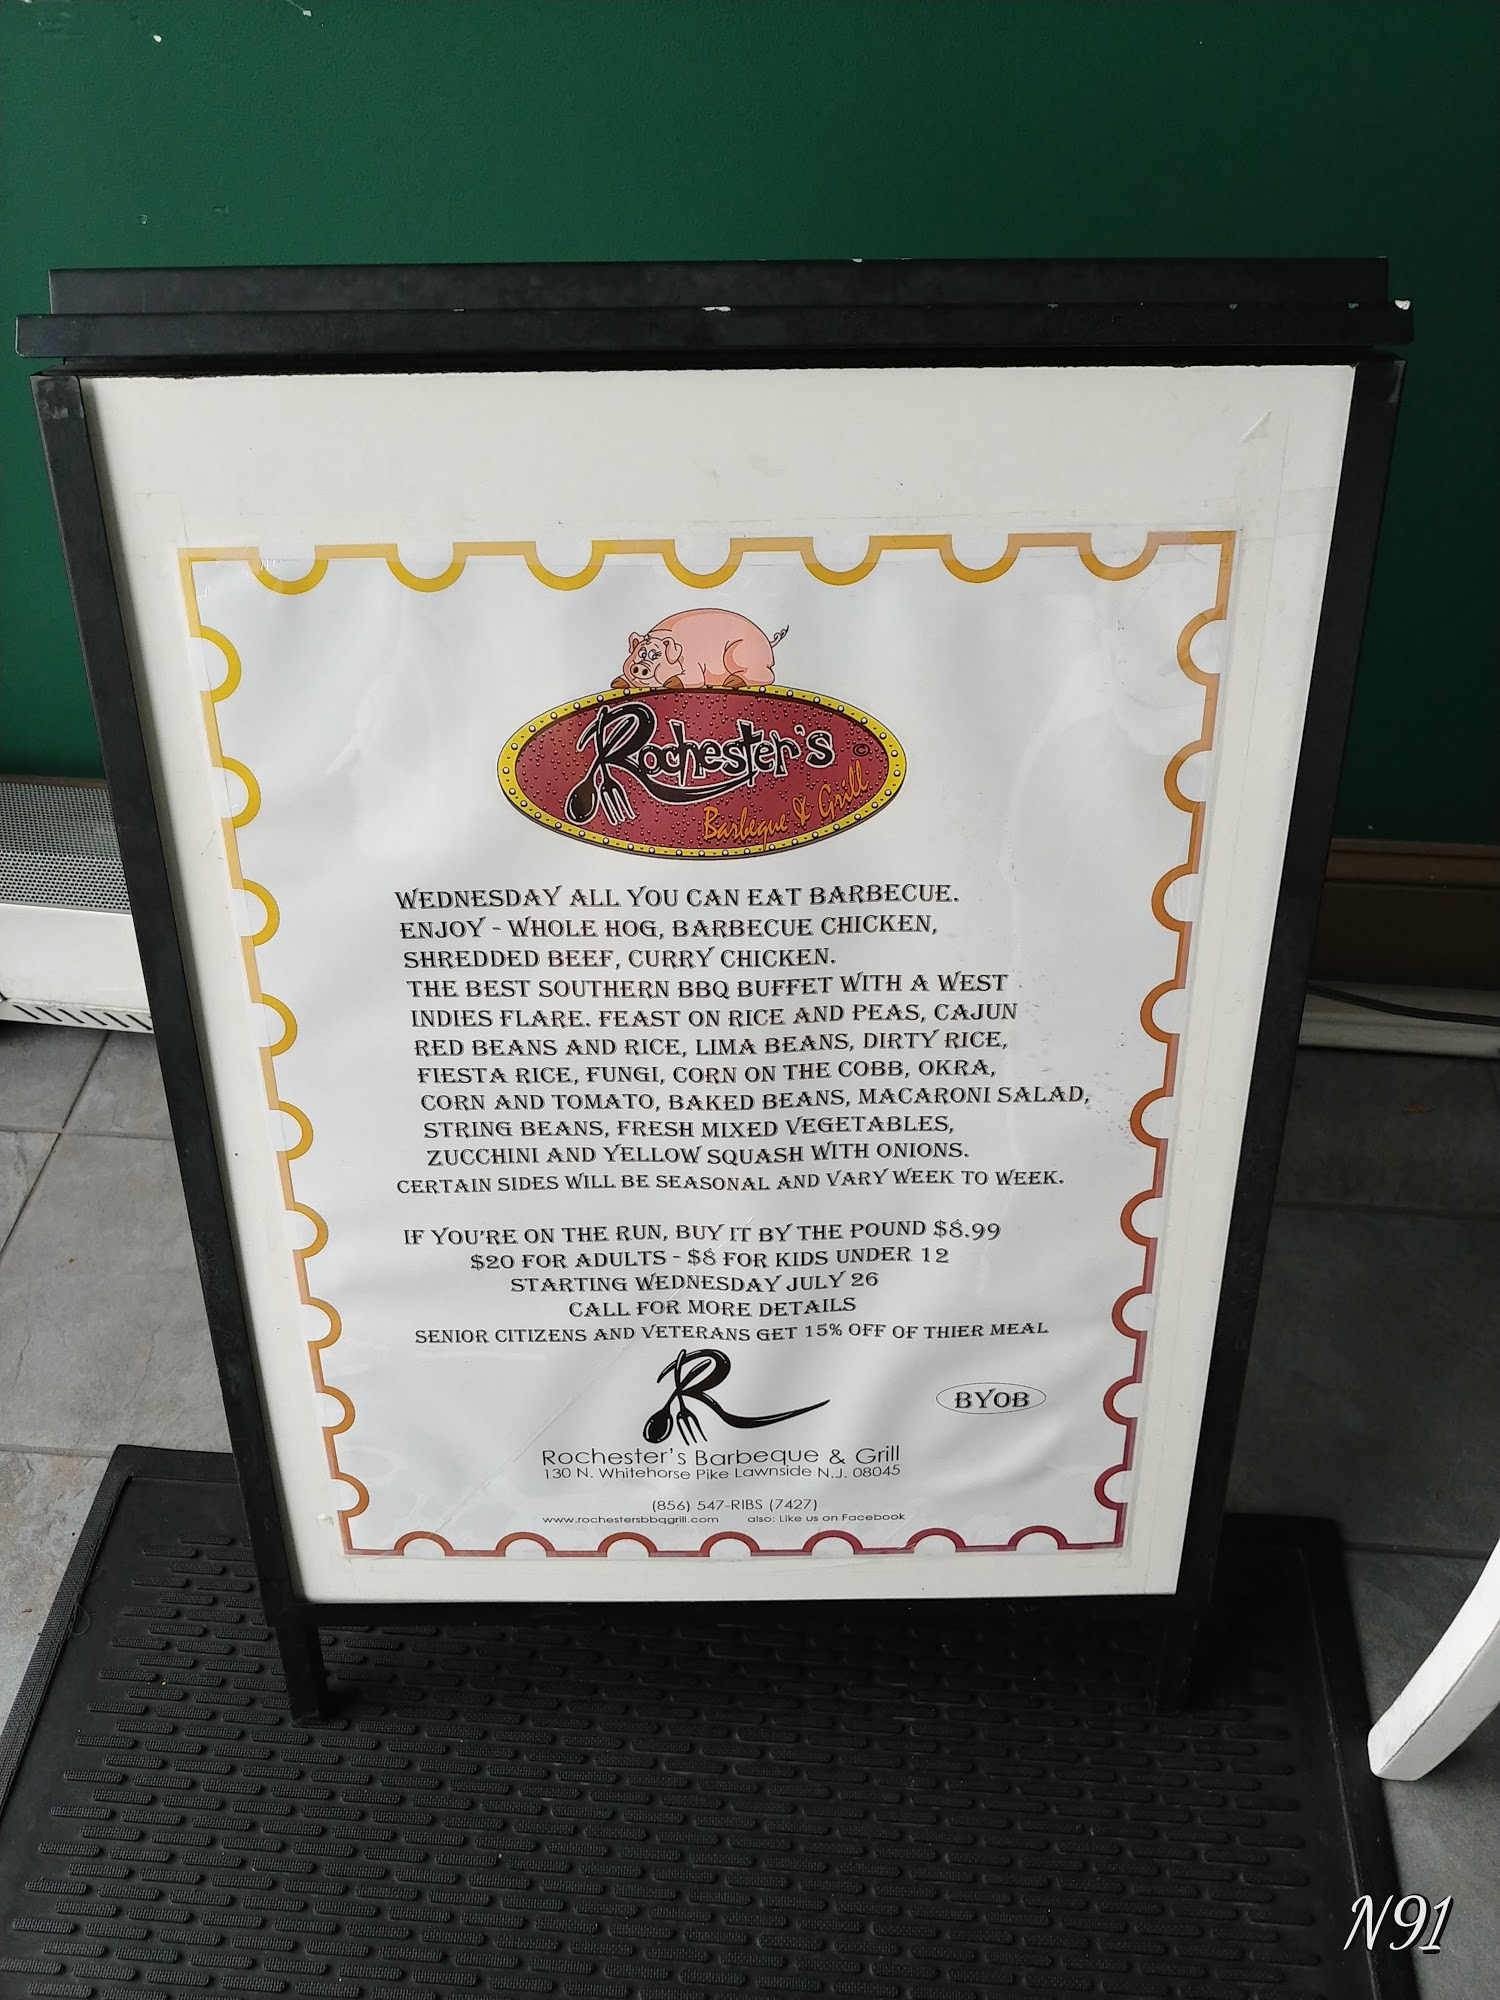 Rochester's ©
Barbeque & Grill
WEDNESDAY ALL YOU CAN EAT BARBECUE.
ENJOY - WHOLE HOG, BARBECUE CHICKEN,
SHREDDED BEEF, CURRY CHICKEN.
THE BEST SOUTHERN BBQ BUFFET WITH A WEST
INDIES FLARE. FEAST ON RICE AND PEAS, CAJUN
RED BEANS AND RICE, LIMA BEANS, DIRTY RICE,
FIESTA RICE, FUNGI, CORN ON THE COBB, OKRA,
CORN AND TOMATO, BAKED BEANS, MACARONI SALAD,
STRING BEANS, FRESH MIXED VEGETABLES,
ZUCCHINI AND YELLOW SQUASH WITH ONIONS.
CERTAIN SIDES WILL BE SEASONAL AND VARY WEEK TO WEEK.
IF YOU'RE ON THE RUN, BUY IT BY THE POUND $8.99
$20 FOR ADULTS - $8 FOR KIDS UNDER 12
STARTING WEDNESDAY JULY 26
CALL FOR MORE DETAILS
SENIOR CITIZENS AND VETERANS GET 15% OFF OF THIER MEAL
R
BYOB
Rochester's Barbeque & Grill
130 N. Whitehorse Pike Lawnside N.J. 08045
(856) 547-RIBS (7427)
www.rochestersbbqgrill.com also: Like us on Facebook
N91